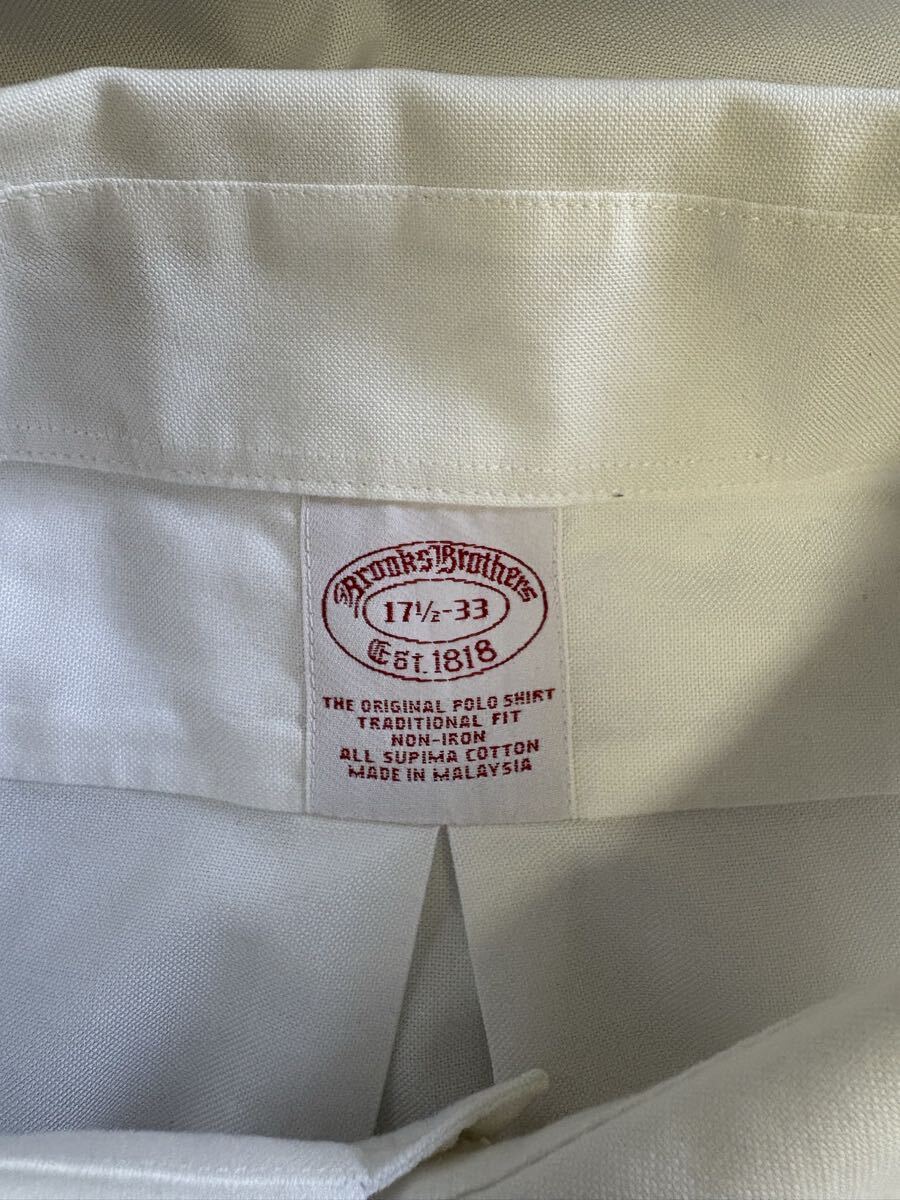 Brooks Brothers
17½-33
Est. 1818
THE ORIGINAL POLO SHIRT
TRADITIONAL FIT
NON-IRON
ALL SUPIMA COTTON
MADE IN MALAYSIA